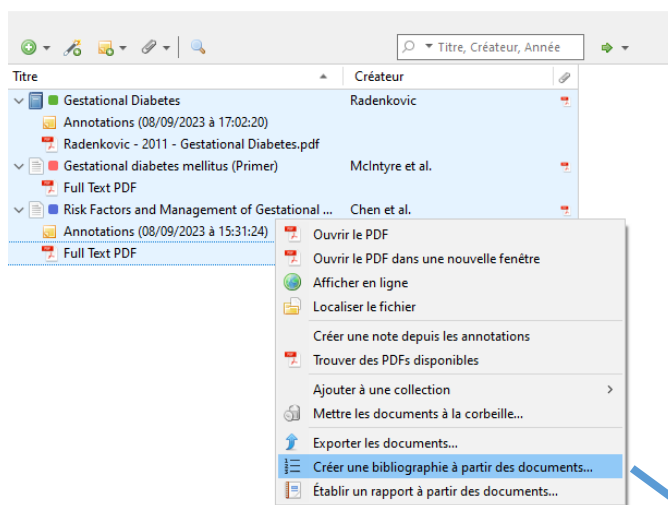 Titre, Créateur, Année
Titre Créateur
Gestational Diabetes Radenkovic
Annotations (08/09/2023 à 17:02:20)
Radenkovic - 2011 - Gestational Diabetes.pdf
Gestational diabetes mellitus (Primer) McIntyre et al.
Full Text PDF
Risk Factors and Management of Gestational ... Chen et al.
Annotations (08/09/2023 à 15:31:24)
Full Text PDF
Ouvrir le PDF
Ouvrir le PDF dans une nouvelle fenêtre
Afficher en ligne
Localiser le fichier
Créer une note depuis les annotations
Trouver des PDFs disponibles
Ajouter à une collection
Mettre les documents à la corbeille...
Exporter les documents...
Créer une bibliographie à partir des documents...
Établir un rapport à partir des documents...